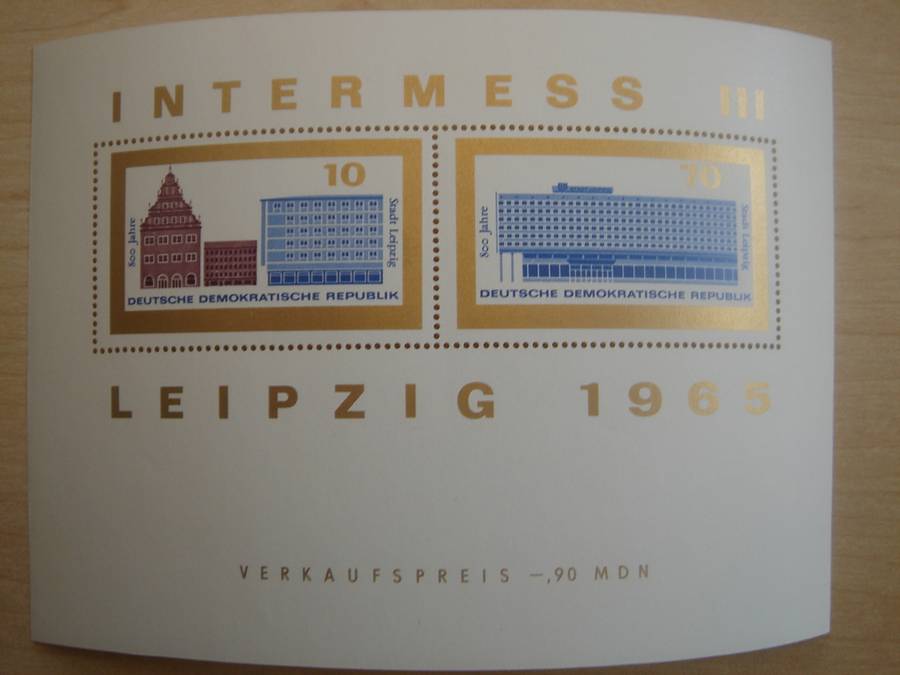 INTERMESS III
10
800 Jahre
Stadt Leipzig
DEUTSCHE DEMOKRATISCHE REPUBLIK
70
800 Jahre
Stadt Leipzig
DEUTSCHE DEMOKRATISCHE REPUBLIK
LEIPZIG 1965
VERKAUFSPREIS –,90 MDN